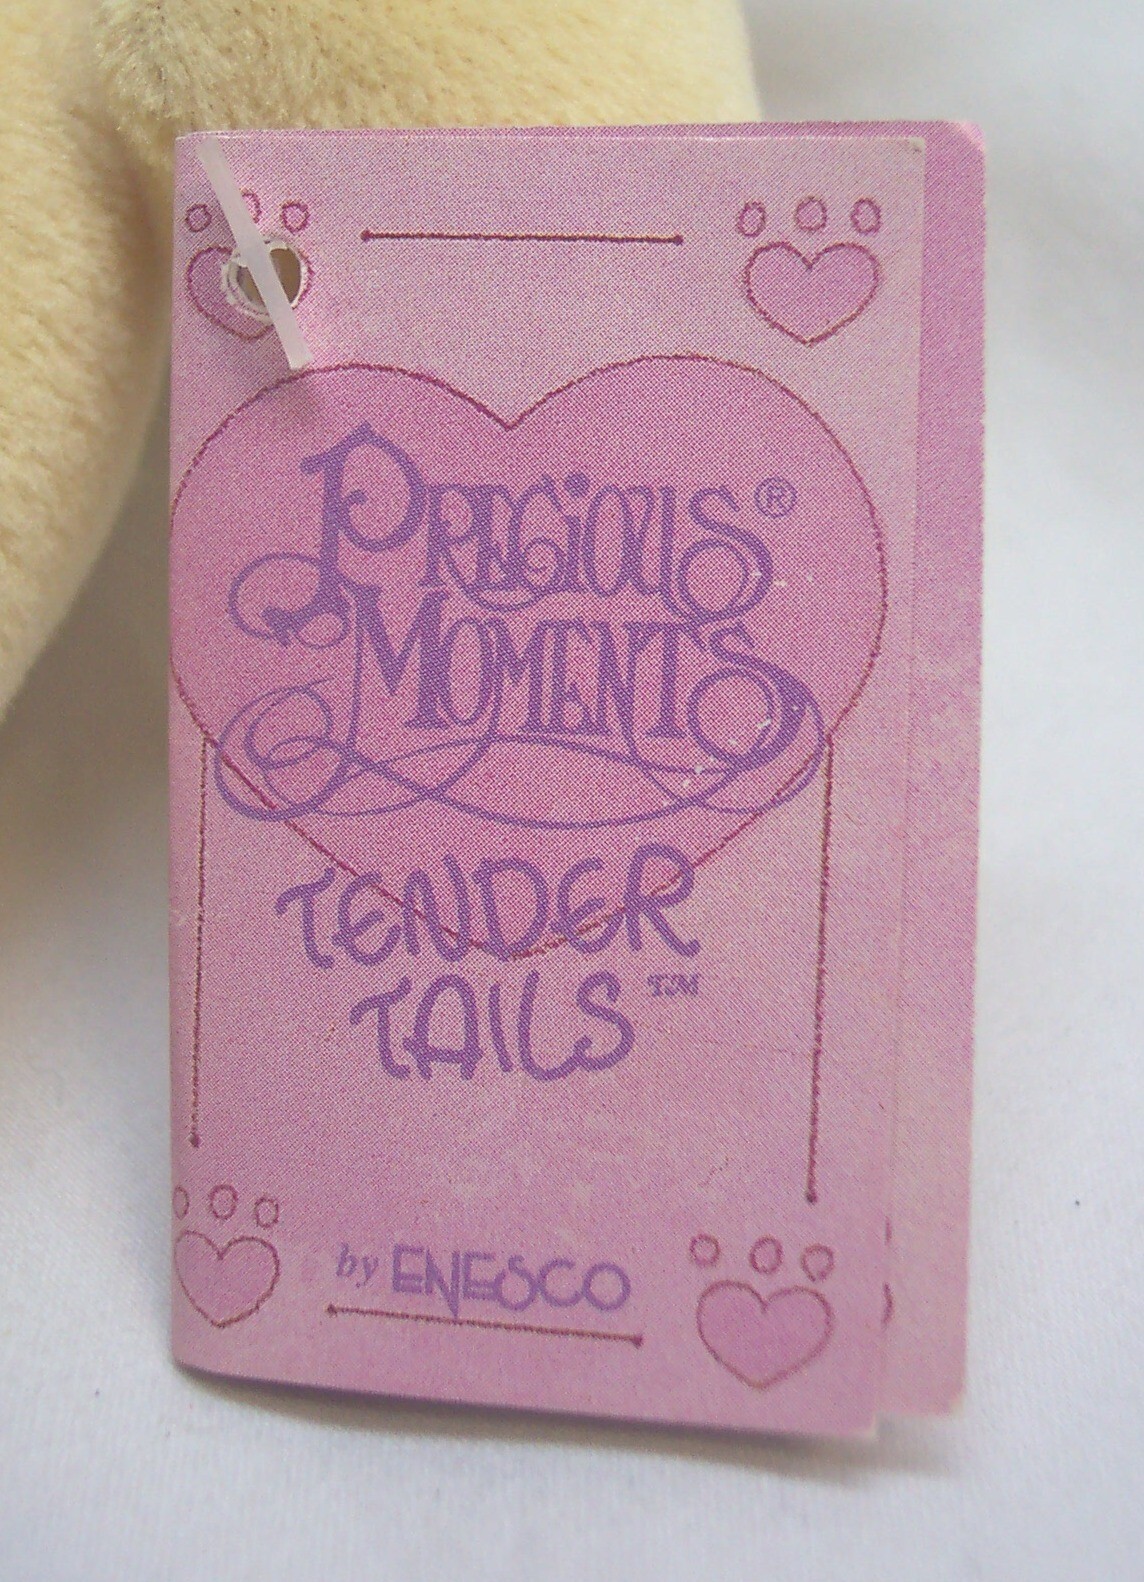 PRECIOUS®
MOMENTS
TENDER
TAILS™
by ENESCO